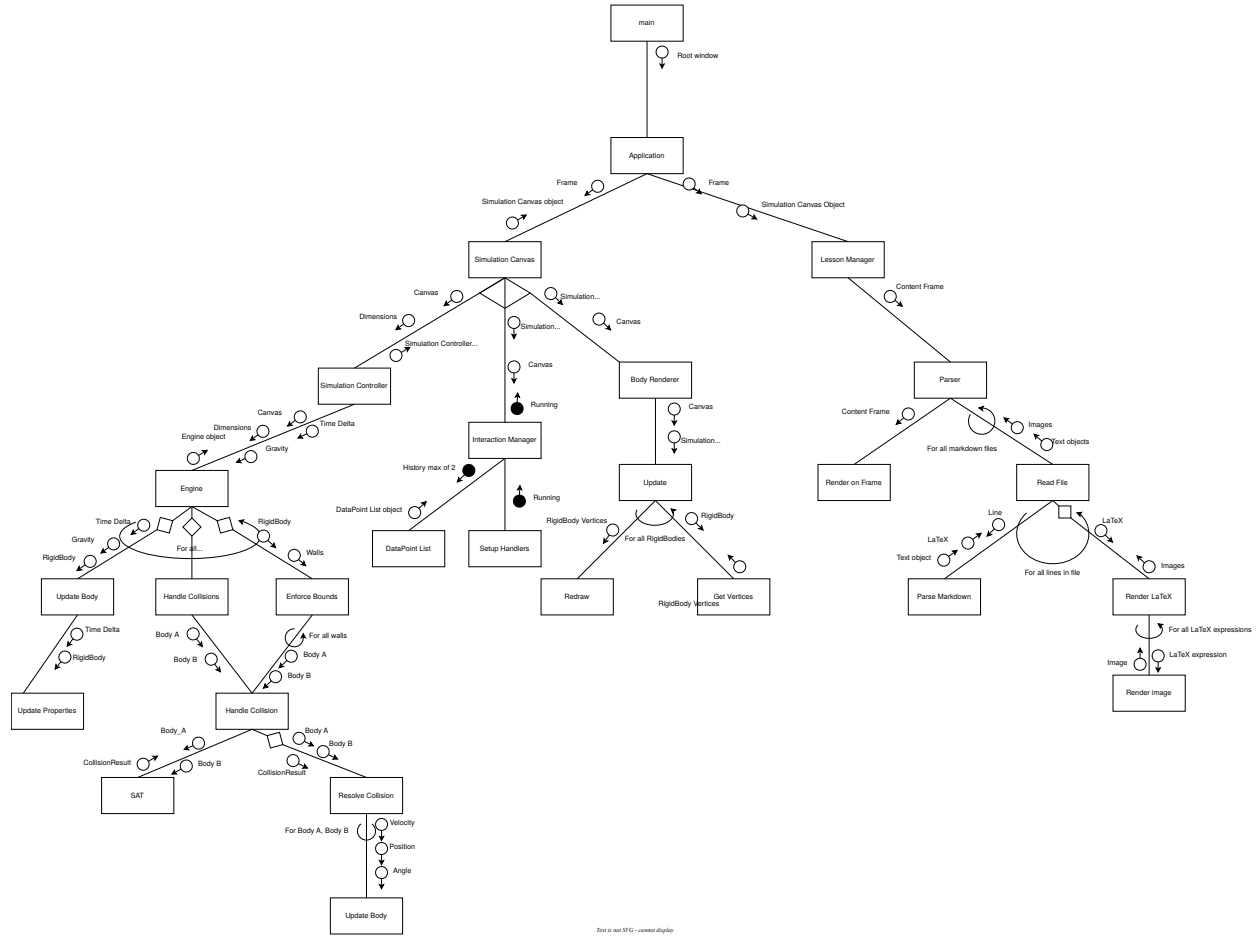 main
Root window
Application
Frame
Frame
Simulation Canvas object
Simulation Canvas Object
Simulation Canvas
Lesson Manager
Canvas
Simulation...
Content Frame
Dimensions
Simulation...
Canvas
Simulation Controller...
Simulation Controller
Canvas
Body Renderer
Parser
Running
Canvas
Time Delta
Dimensions
Engine object
Gravity
Canvas
Simulation...
Content Frame
Images
Text objects
For all markdown files
Interaction Manager
History max of 2
Running
DataPoint List object
Engine
Update
Render on Frame
Read File
Time Delta
RigidBody
Gravity
For all...
RigidBody
Walls
DataPoint List
Setup Handlers
RigidBody Vertices
RigidBody
For all RigidBodies
Line
LaTeX
LaTeX
Text object
Images
For all lines in file
Update Body
Handle Collisions
Enforce Bounds
Redraw
Get Vertices
RigidBody Vertices
Parse Markdown
Render LaTeX
Time Delta
RigidBody
Body A
Body B
For all walls
Body A
Body B
For all LaTeX expressions
Image
LaTeX expression
Update Properties
Handle Collision
Render image
Body_A
Body A
Body B
CollisionResult
Body B
CollisionResult
SAT
Resolve Collision
For Body A, Body B
Velocity
Position
Angle
Update Body
Text is not SVG - cannot display